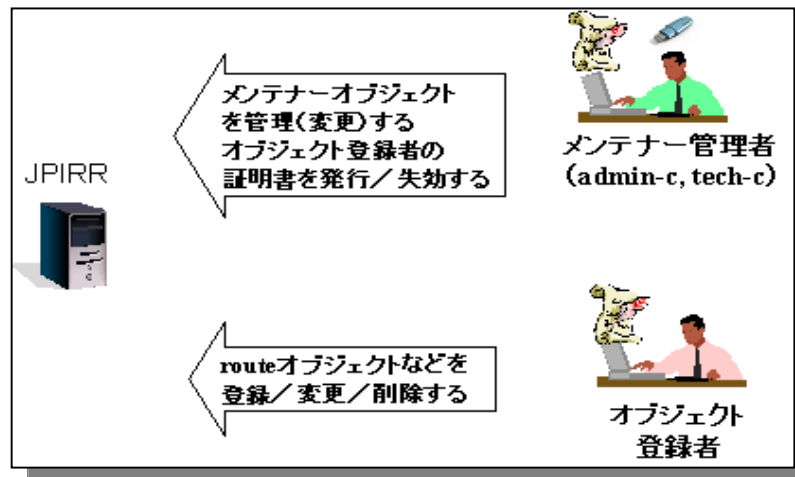 メンテナーオブジェクト
を管理(変更)する
オブジェクト登録者の
証明書を発行／失効する
メンテナー管理者
(admin-c, tech-c)
JPIRR
routeオブジェクトなどを
登録／変更／削除する
オブジェクト
登録者